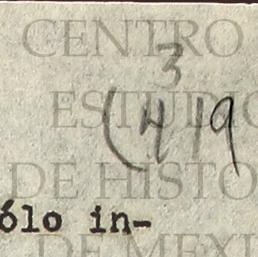 CENTRO
3
ESTUDIO
(419
DE HISTO
ólo in-
DE MEXI